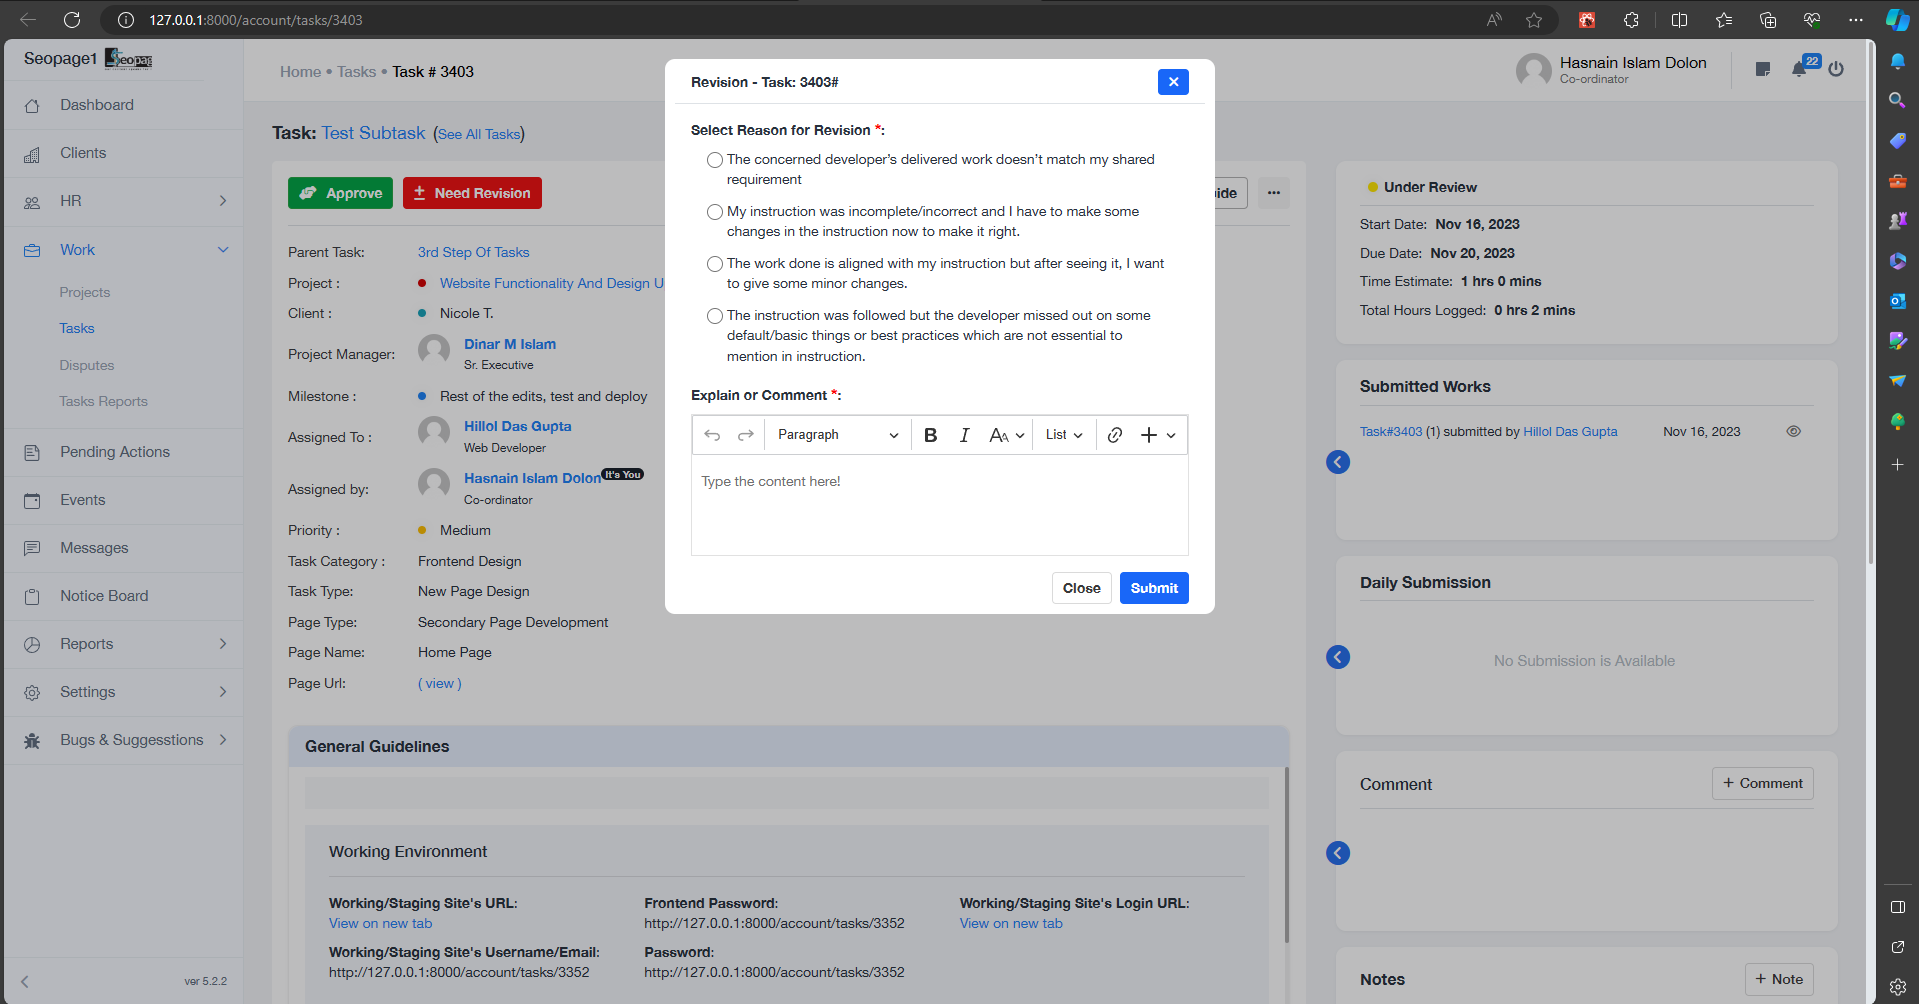 127.0.0.1:8000/account/tasks/3403
Seopage1
Dashboard
Clients
HR
Work
Projects
Tasks
Disputes
Tasks Reports
Pending Actions
Events
Messages
Notice Board
Reports
Settings
Bugs & Suggesstions
ver 5.2.2
Home • Tasks • Task # 3403
Hasnain Islam Dolon
Co-ordinator
22
Task: Test Subtask (See All Tasks)
Approve
Need Revision
ide
Parent Task: 3rd Step Of Tasks
Project : Website Functionality And Design U
Client : Nicole T.
Project Manager: Dinar M Islam
Sr. Executive
Milestone : Rest of the edits, test and deploy
Assigned To : Hillol Das Gupta
Web Developer
Assigned by: Hasnain Islam Dolon It's You
Co-ordinator
Priority : Medium
Task Category : Frontend Design
Task Type: New Page Design
Page Type: Secondary Page Development
Page Name: Home Page
Page Url: ( view )
General Guidelines
Working Environment
Working/Staging Site's URL: Frontend Password: Working/Staging Site's Login URL:
View on new tab http://127.0.0.1:8000/account/tasks/3352 View on new tab
Working/Staging Site's Username/Email: Password:
http://127.0.0.1:8000/account/tasks/3352 http://127.0.0.1:8000/account/tasks/3352
Revision - Task: 3403#
Select Reason for Revision *:
The concerned developer’s delivered work doesn’t match my shared
requirement
My instruction was incomplete/incorrect and I have to make some
changes in the instruction now to make it right.
The work done is aligned with my instruction but after seeing it, I want
to give some minor changes.
The instruction was followed but the developer missed out on some
default/basic things or best practices which are not essential to
mention in instruction.
Explain or Comment *:
Paragraph B I AA List
Type the content here!
Close Submit
Under Review
Start Date: Nov 16, 2023
Due Date: Nov 20, 2023
Time Estimate: 1 hrs 0 mins
Total Hours Logged: 0 hrs 2 mins
Submitted Works
Task#3403 (1) submitted by Hillol Das Gupta Nov 16, 2023
Daily Submission
No Submission is Available
Comment + Comment
Notes + Note